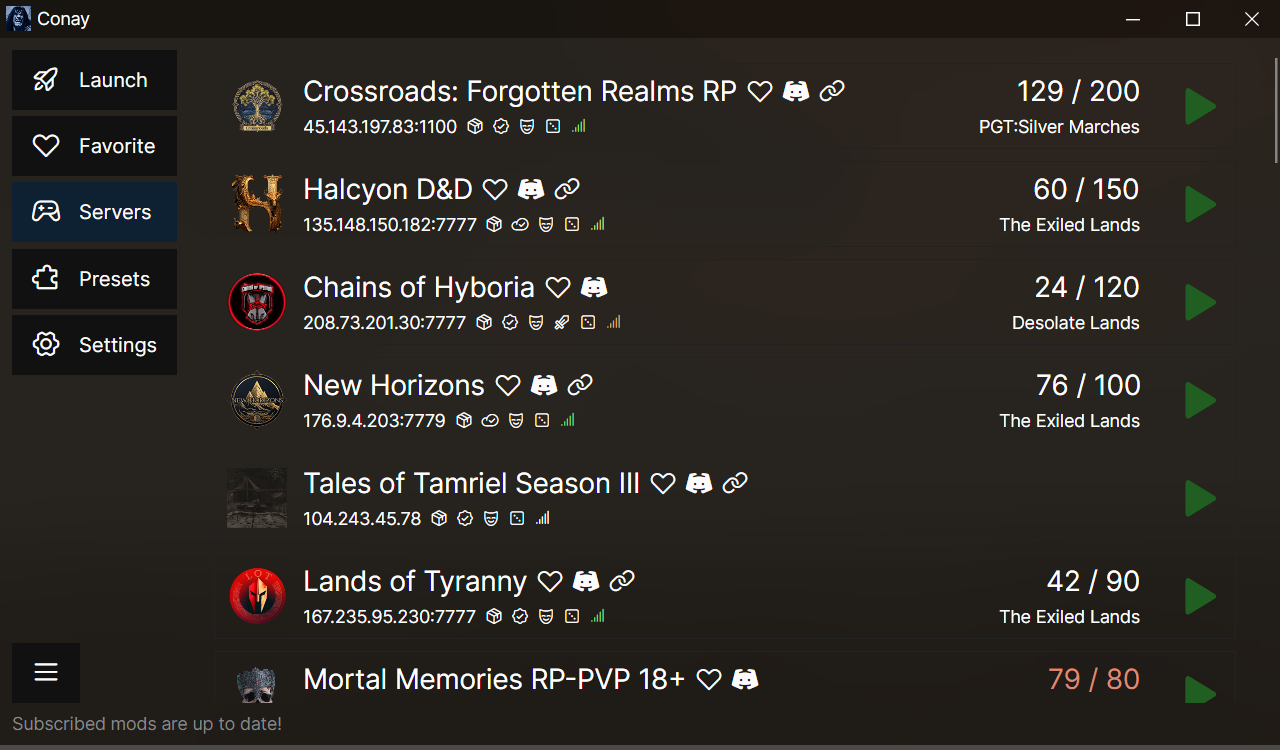 Conay
Launch
Favorite
Servers
Presets
Settings
Crossroads: Forgotten Realms RP
129 / 200
45.143.197.83:1100
PGT:Silver Marches
Halcyon D&D
60 / 150
135.148.150.182:7777
The Exiled Lands
Chains of Hyboria
24 / 120
208.73.201.30:7777
Desolate Lands
New Horizons
76 / 100
176.9.4.203:7779
The Exiled Lands
Tales of Tamriel Season III
104.243.45.78
Lands of Tyranny
42 / 90
167.235.95.230:7777
The Exiled Lands
Mortal Memories RP-PVP 18+
79 / 80
Subscribed mods are up to date!